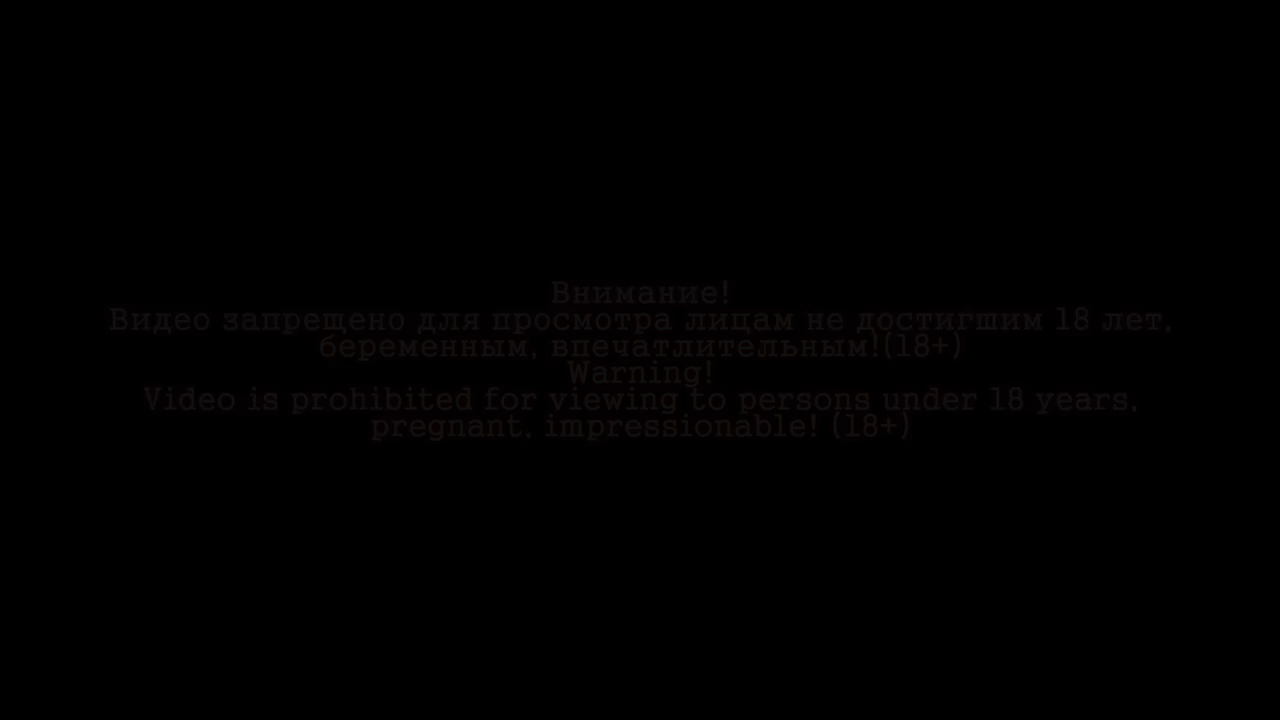 Внимание!
Видео запрещено для просмотра лицам не достигшим 18 лет,
беременным, впечатлительным!(18+)
Warning!
Video is prohibited for viewing to persons under 18 years,
pregnant, impressionable! (18+)